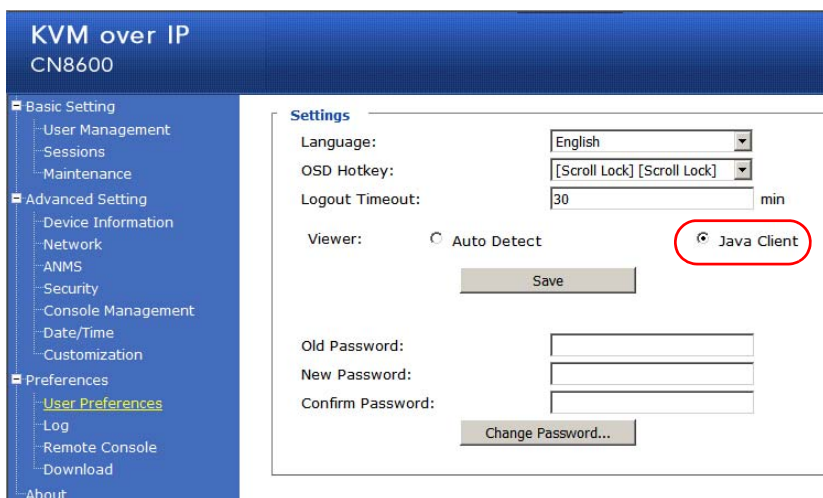 KVM over IP
CN8600
Basic Setting
User Management
Sessions
Maintenance
Advanced Setting
Device Information
Network
ANMS
Security
Console Management
Date/Time
Customization
Preferences
User Preferences
Log
Remote Console
Download
About
Settings
Language: English
OSD Hotkey: [Scroll Lock] [Scroll Lock]
Logout Timeout: 30 min
Viewer: Auto Detect Java Client
Save
Old Password:
New Password:
Confirm Password:
Change Password...